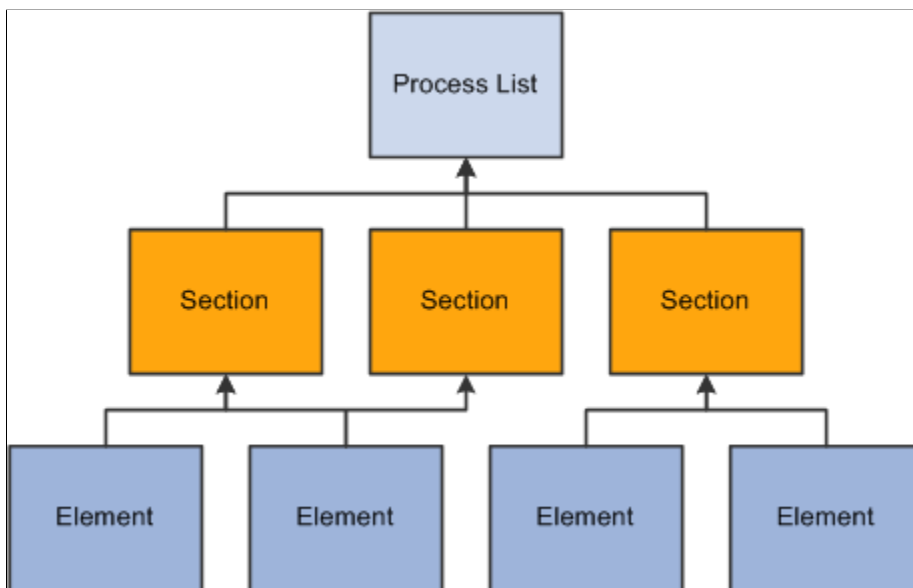 Process List
Section
Section
Section
Element
Element
Element
Element